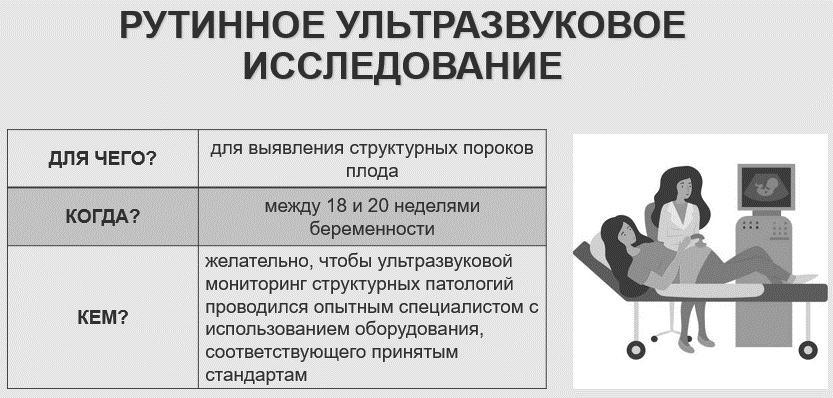 РУТИННОЕ УЛЬТРАЗВУКОВОЕ
ИССЛЕДОВАНИЕ
ДЛЯ ЧЕГО?
для выявления структурных пороков
плода
КОГДА?
между 18 и 20 неделями
беременности
КЕМ?
желательно, чтобы ультразвуковой
мониторинг структурных патологий
проводился опытным специалистом с
использованием оборудования,
соответствующего принятым
стандартам